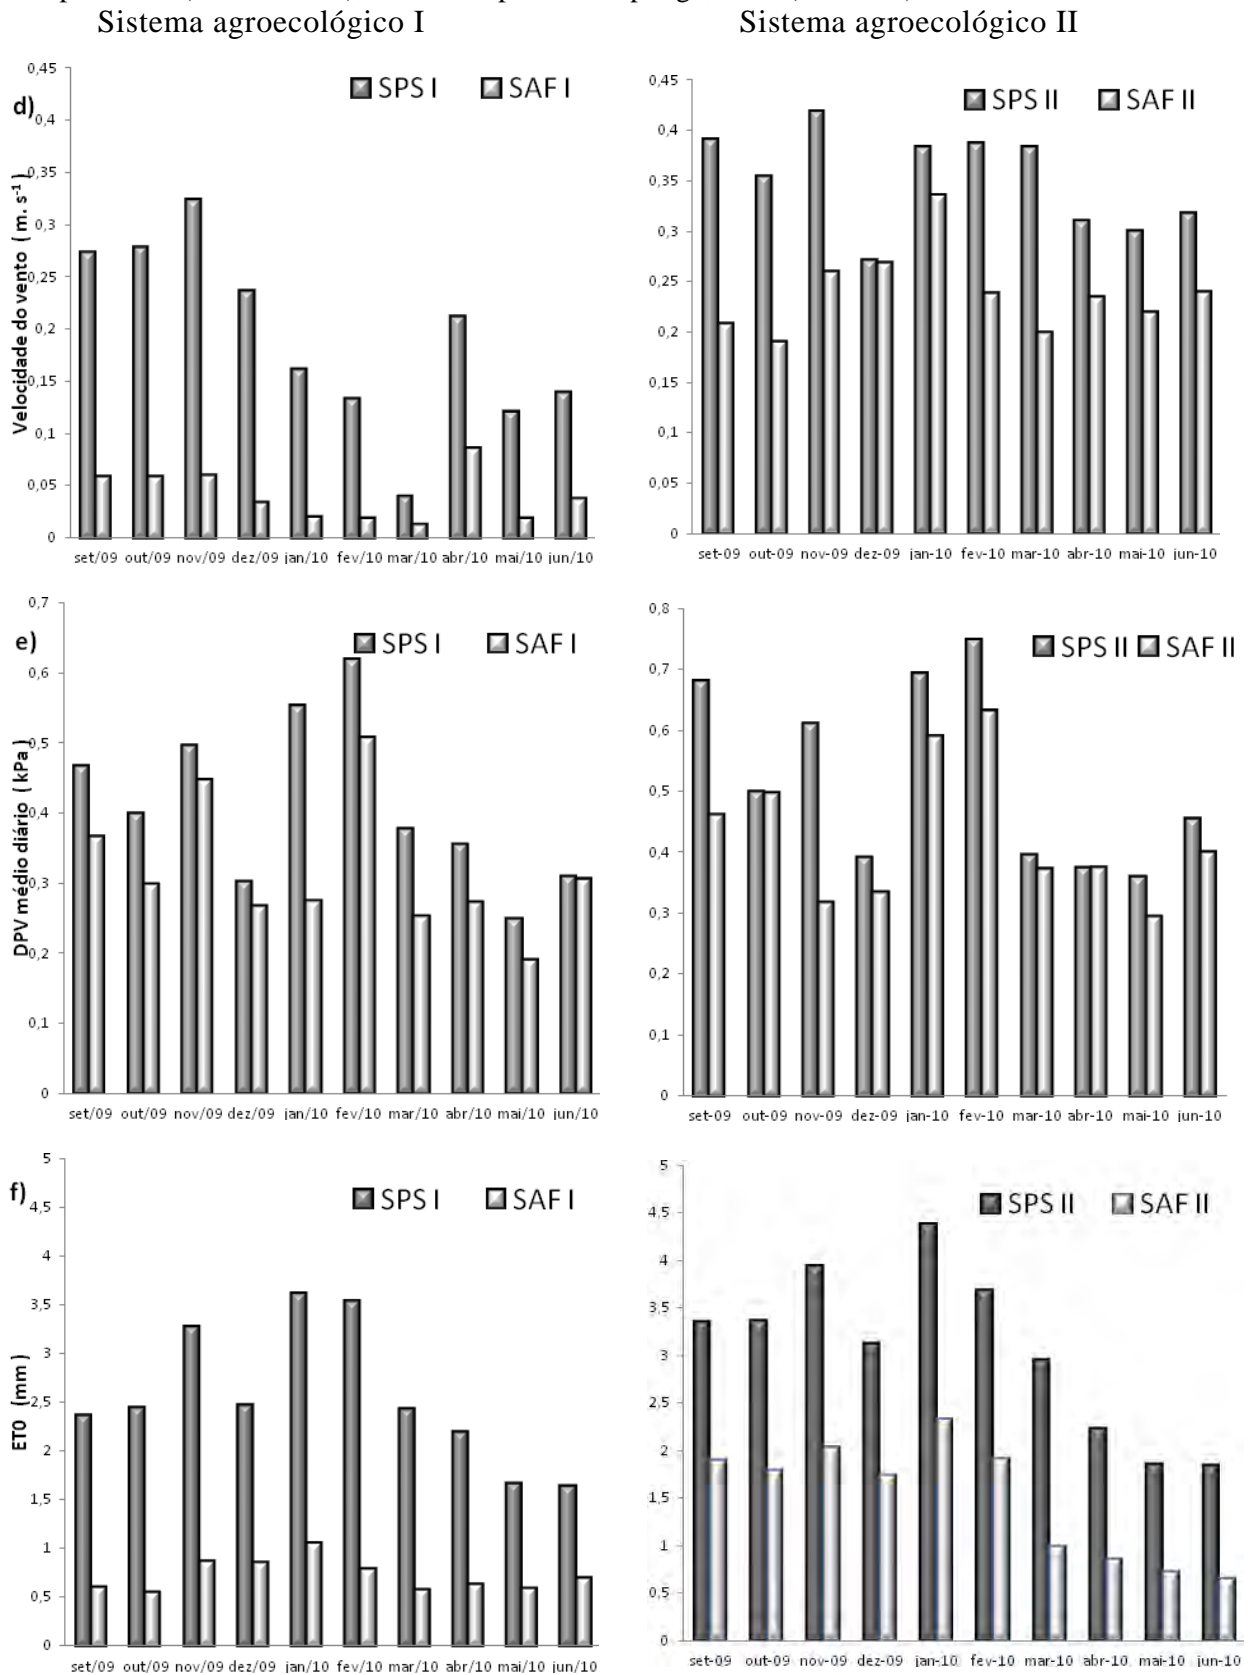 Sistema agroecológico I
Sistema agroecológico II
d)
Velocidade do vento ( m. s⁻¹ )
SPS I SAF I
0,45
0,4
0,35
0,3
0,25
0,2
0,15
0,1
0,05
0
set/09 out/09 nov/09 dez/09 jan/10 fev/10 mar/10 abr/10 mai/10 jun/10
SPS II SAF II
0,45
0,4
0,35
0,3
0,25
0,2
0,15
0,1
0,05
0
set-09 out-09 nov-09 dez-09 jan-10 fev-10 mar-10 abr-10 mai-10 jun-10
e)
DPV médio diário ( kPa )
SPS I SAF I
0,7
0,6
0,5
0,4
0,3
0,2
0,1
0
set/09 out/09 nov/09 dez/09 jan/10 fev/10 mar/10 abr/10 mai/10 jun/10
SPS II SAF II
0,8
0,7
0,6
0,5
0,4
0,3
0,2
0,1
0
set-09 out-09 nov-09 dez-09 jan-10 fev-10 mar-10 abr-10 mai-10 jun-10
f)
ET0 (mm )
SPS I SAF I
5
4,5
4
3,5
3
2,5
2
1,5
1
0,5
0
set/09 out/09 nov/09 dez/09 jan/10 fev/10 mar/10 abr/10 mai/10 jun/10
SPS II SAF II
5
4,5
4
3,5
3
2,5
2
1,5
1
0,5
0
set-09 out-09 nov-09 dez-09 jan-10 fev-10 mar-10 abr-10 mai-10 jun-10